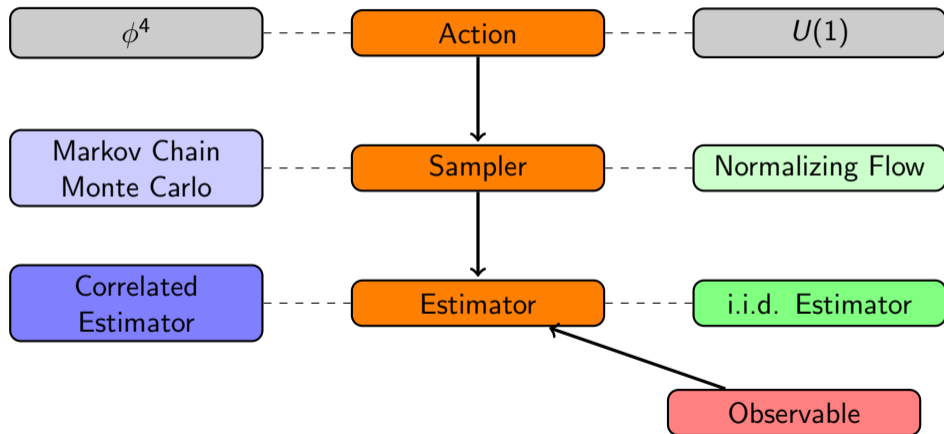 ϕ⁴
Action
U(1)
Markov Chain
Monte Carlo
Sampler
Normalizing Flow
Correlated
Estimator
Estimator
i.i.d. Estimator
Observable